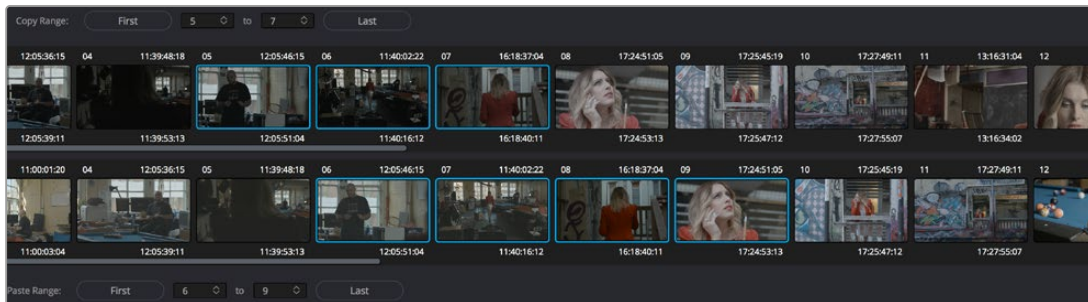 Copy Range: First 5 to 7 Last
12:05:36:15 04 11:39:48:18 05 12:05:46:15 06 11:40:02:22 07 16:18:37:04 08 17:24:51:05 09 17:25:45:19 10 17:27:49:11 11 13:16:31:04 12
12:05:39:11 11:39:53:13 12:05:51:04 11:40:16:12 16:18:40:11 17:24:53:13 17:25:47:12 17:27:55:07 13:16:34:02
11:00:01:20 04 12:05:36:15 05 11:39:48:18 06 12:05:46:15 07 11:40:02:22 08 16:18:37:04 09 17:24:51:05 10 17:25:45:19 11 17:27:49:11 12
11:00:03:04 12:05:39:11 11:39:53:13 12:05:51:04 11:40:16:12 16:18:40:11 17:24:53:13 17:25:47:12 17:27:55:07
Paste Range: First 6 to 9 Last